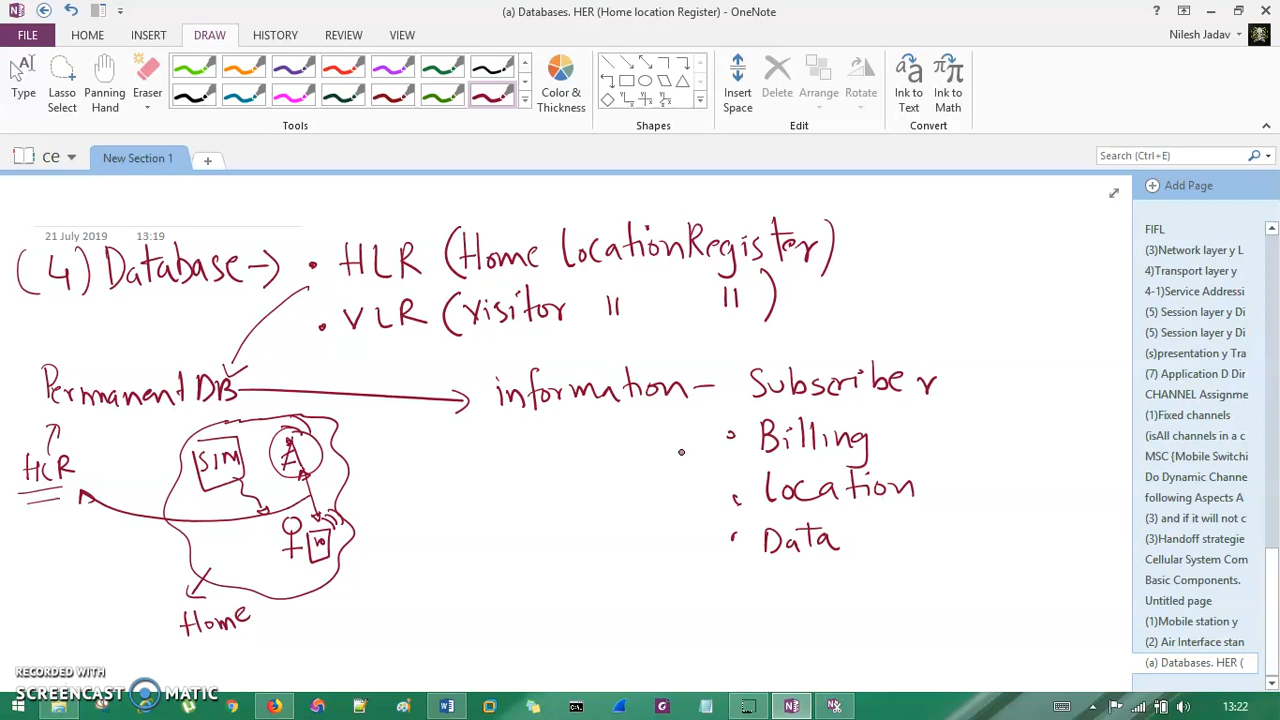 (a) Databases. HER (Home location Register) - OneNote
FILE HOME INSERT DRAW HISTORY REVIEW VIEW
Nilesh Jadav
Type
Lasso Select
Panning Hand
Eraser
Color & Thickness
Insert Space
Delete
Arrange
Rotate
Ink to Text
Ink to Math
Tools
Shapes
Edit
Convert
ce
New Section 1
+
Search (Ctrl+E)
Add Page
21 July 2019 13:19
(4) Database → • HLR (Home locationRegister)
• VLR (Visitor " ")
Permanent DB
information - Subscriber
• Billing
• Location
• Data
HLR
SIM
Home
FIFL
(3)Network layer y L
4)Transport layer y
4-1)Service Addressi
(5) Session layer y Di
(5) Session layer y Di
(s)presentation y Tra
(7) Application D Dir
CHANNEL Assignme
(1)Fixed channels
(isAll channels in a c
MSC {Mobile Switchi
Do Dynamic Channe
following Aspects A
(3) and if it will not c
(3)Handoff strategie
Cellular System Com
Basic Components.
Untitled page
(1)Mobile station y
(2) Air Interface stan
(a) Databases. HER (
RECORDED WITH
SCREENCAST MATIC
13:22